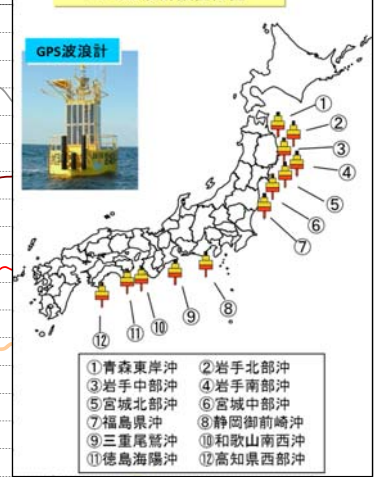 GPS波浪計
①
②
③
④
⑤
⑥
⑦
⑧
⑨
⑩
⑪
⑫
①青森東岸沖 ②岩手北部沖
③岩手中部沖 ④岩手南部沖
⑤宮城北部沖 ⑥宮城中部沖
⑦福島県沖 ⑧静岡御前崎沖
⑨三重尾鷲沖 ⑩和歌山南西沖
⑪徳島海陽沖 ⑫高知県西部沖